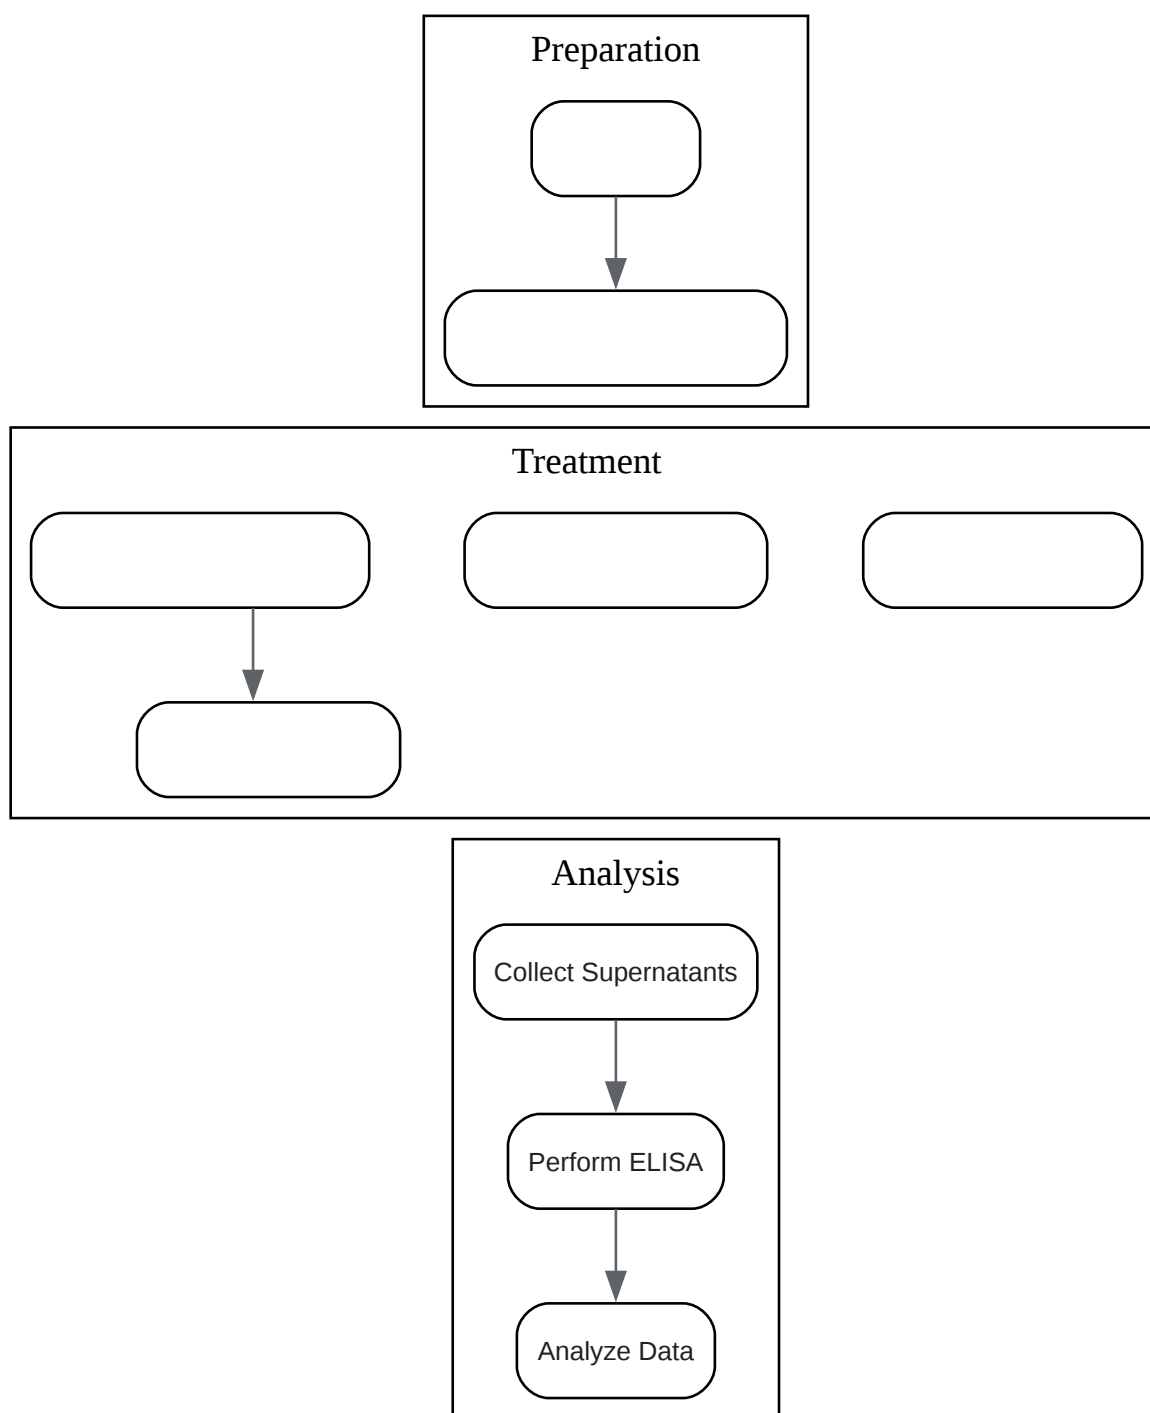 Preparation
Treatment
Analysis
Collect Supernatants
Perform ELISA
Analyze Data